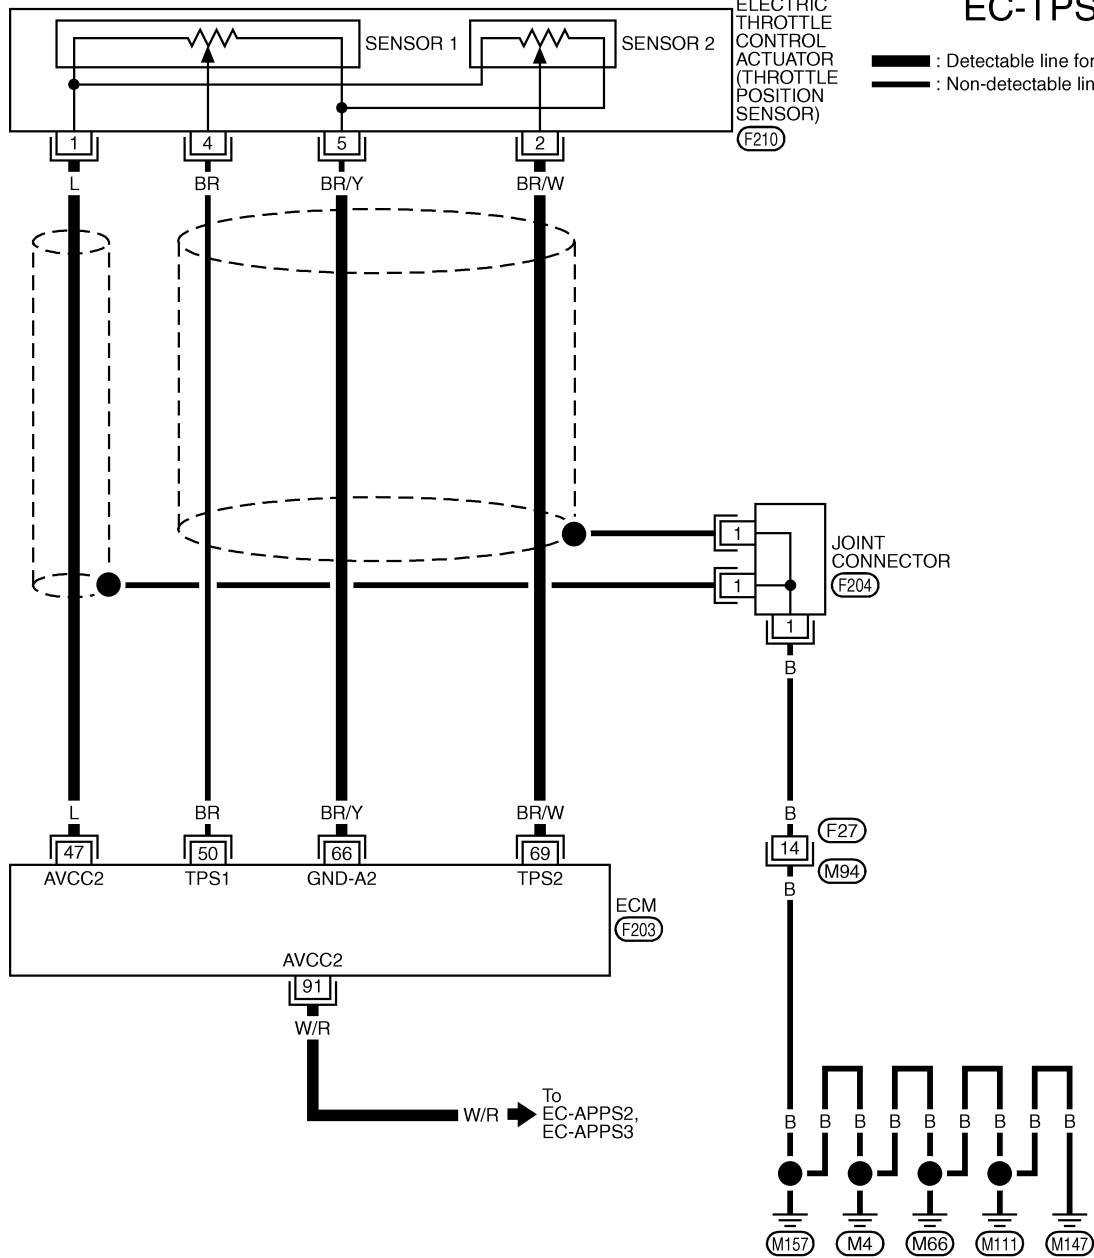 EC-TPS
ELECTRIC
THROTTLE
CONTROL
ACTUATOR
(THROTTLE
POSITION
SENSOR)
F210
: Detectable line for
: Non-detectable lin
SENSOR 1
SENSOR 2
1 4 5 2
L BR BR/Y BR/W
1
JOINT
CONNECTOR
F204
1
1
B
L BR BR/Y BR/W
B
F27
47 50 66 69
14
AVCC2 TPS1 GND-A2 TPS2
M94
B
ECM
F203
AVCC2
91
W/R
W/R
To
EC-APPS2,
EC-APPS3
B B B B B B B B B
M157 M4 M66 M111 M147